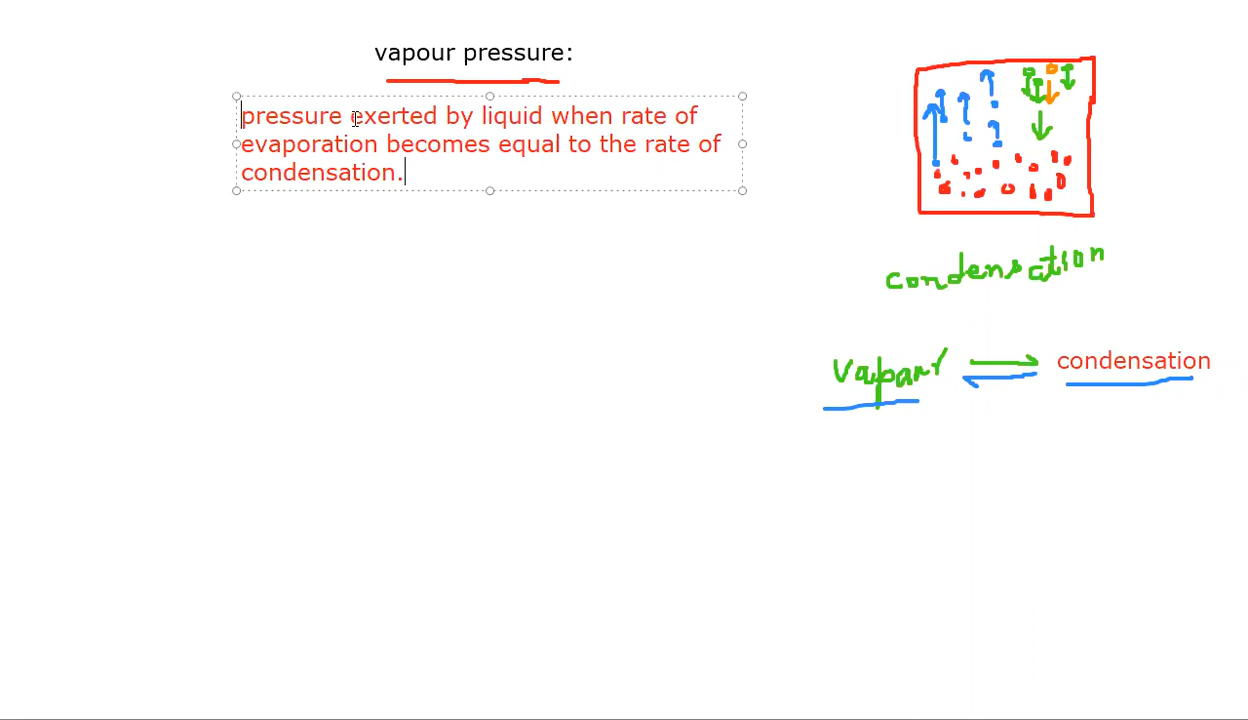 vapour pressure:
pressure exerted by liquid when rate of
evaporation becomes equal to the rate of
condensation.
condensation
condensation